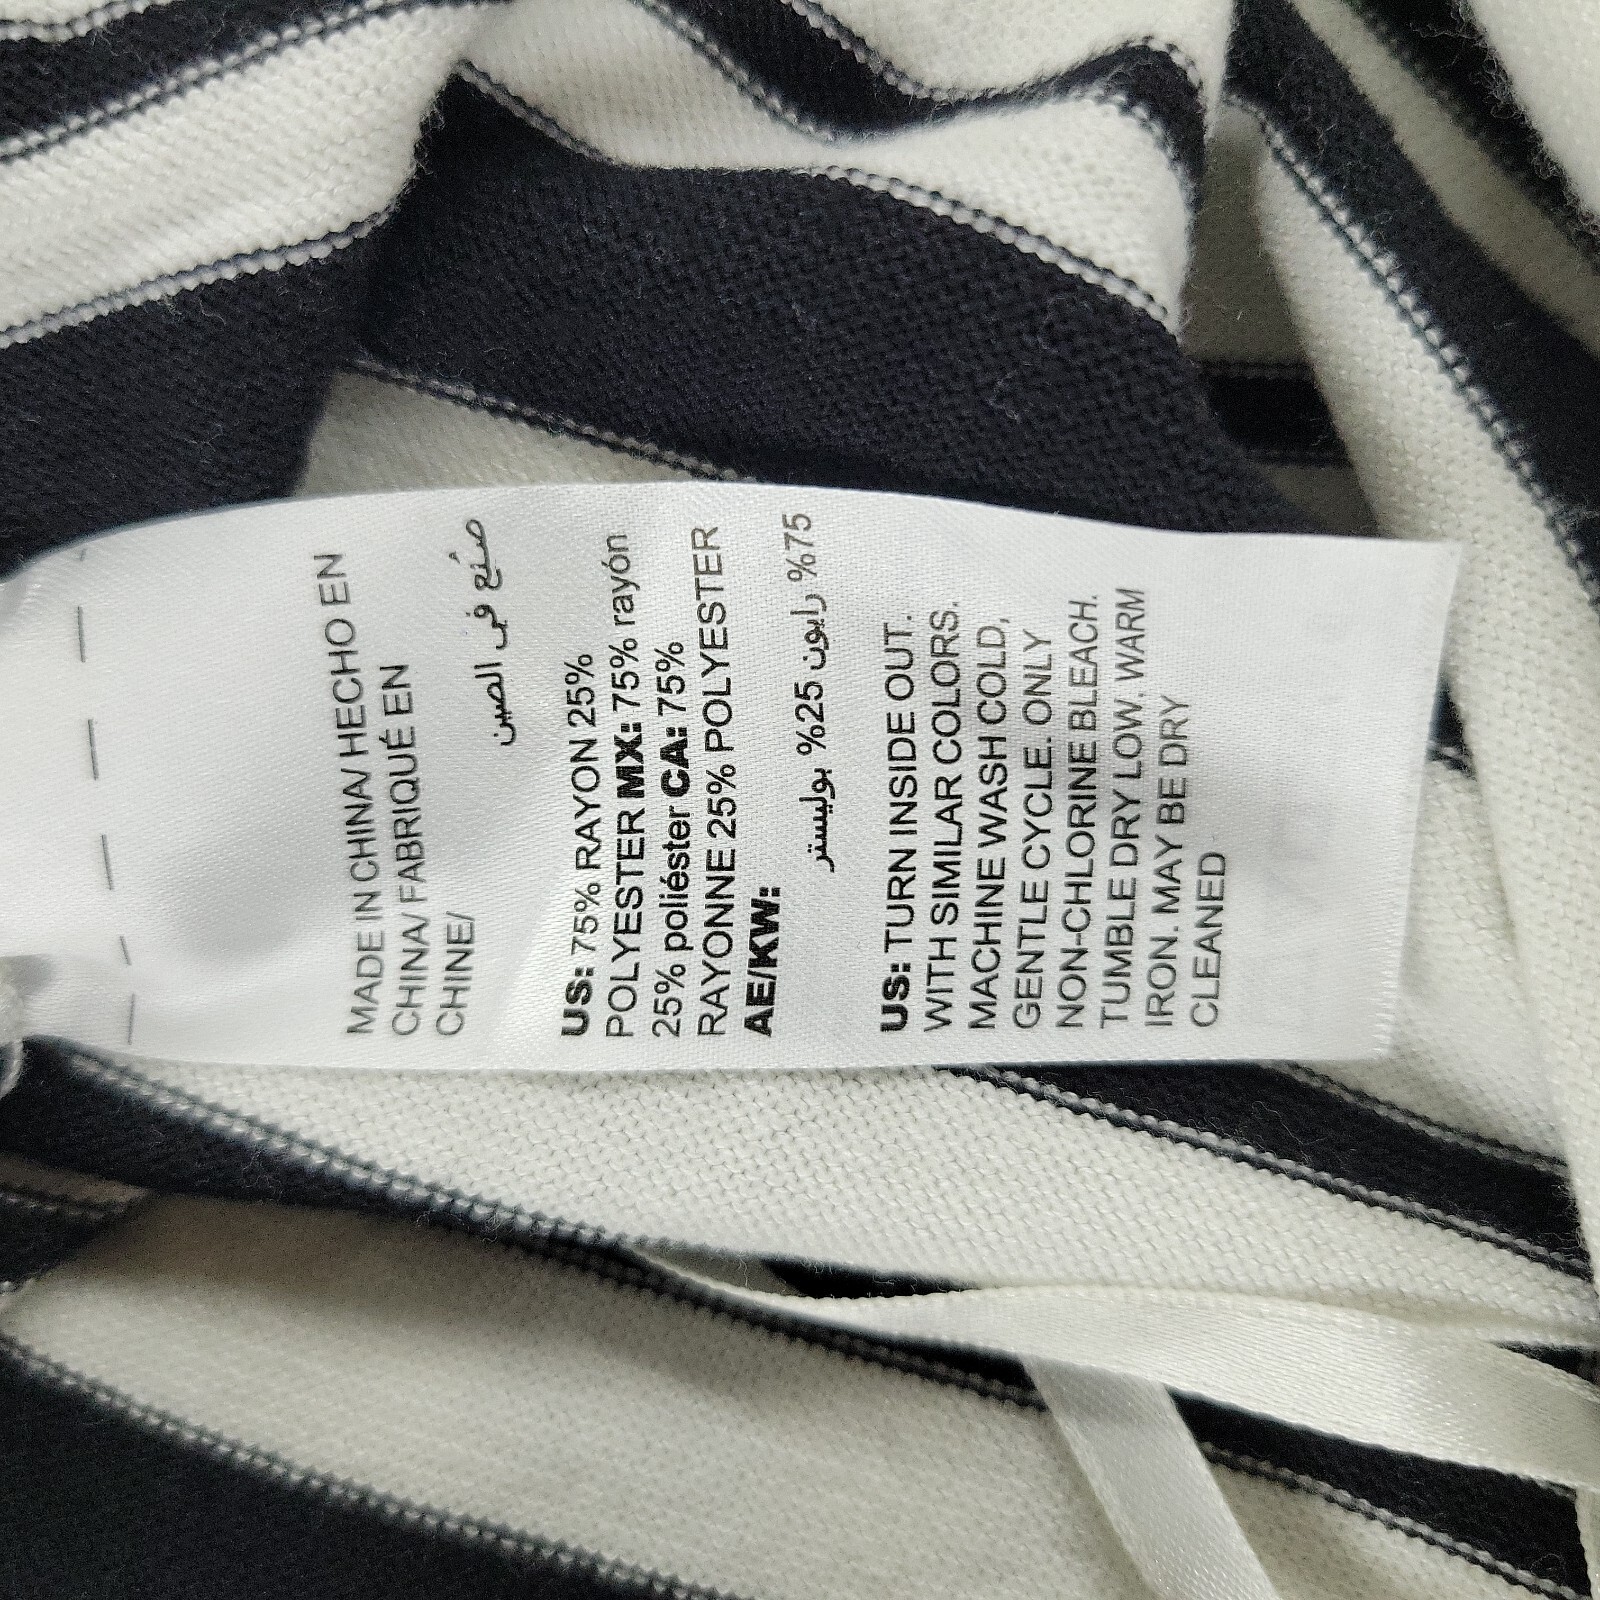 MADE IN CHINA/ HECHO EN
CHINA/ FABRIQUÉ EN
CHINE/
صنع في الصين
US: 75% RAYON 25%
POLYESTER MX: 75% rayón
25% poliéster CA: 75%
RAYONNE 25% POLYESTER
AE/KW:
75% رايون 25% بوليستر
US: TURN INSIDE OUT.
WITH SIMILAR COLORS.
MACHINE WASH COLD,
GENTLE CYCLE. ONLY
NON-CHLORINE BLEACH.
TUMBLE DRY LOW. WARM
IRON. MAY BE DRY
CLEANED